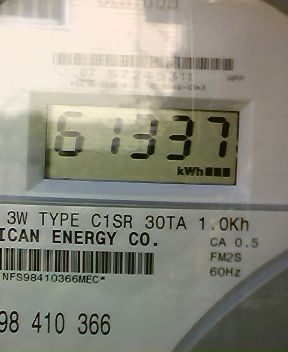 61337
kWh
3W TYPE C1SR 30TA 1.0Kh
ICAN ENERGY CO.
CA 0.5
FM2S
NFS98410366MEC*
60Hz
98 410 366